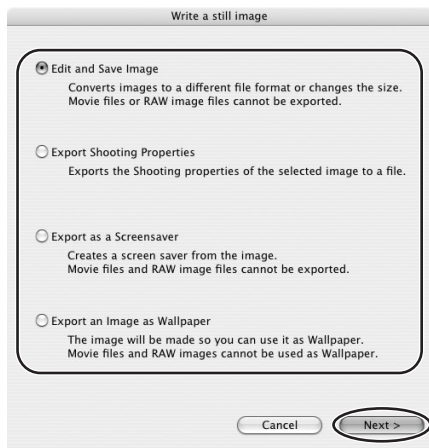 Write a still image
Edit and Save Image
Converts images to a different file format or changes the size.
Movie files or RAW image files cannot be exported.
Export Shooting Properties
Exports the Shooting properties of the selected image to a file.
Export as a Screensaver
Creates a screen saver from the image.
Movie files and RAW image files cannot be exported.
Export an Image as Wallpaper
The image will be made so you can use it as Wallpaper.
Movie files and RAW images cannot be used as Wallpaper.
Cancel Next >